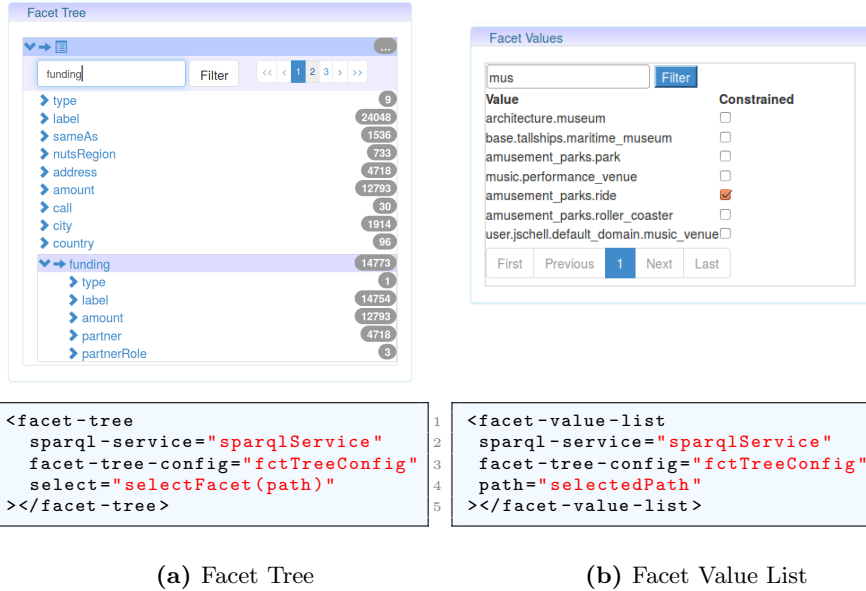 Facet Tree
...
funding
Filter
<< < 1 2 3 > >>
type 9
label 24048
sameAs 1536
nutsRegion 733
address 4718
amount 12793
call 30
city 1914
country 96
funding 14773
type 1
label 14754
amount 12793
partner 4718
partnerRole 3
Facet Values
mus Filter
Value Constrained
architecture.museum
base.tallships.maritime_museum
amusement_parks.park
music.performance_venue
amusement_parks.ride
amusement_parks.roller_coaster
user.jschell.default_domain.music_venue
First Previous 1 Next Last
<facet-tree
sparql-service="sparqlService"
facet-tree-config="fctTreeConfig"
select="selectFacet(path)"
></facet-tree>
1 <facet-value-list
2 sparql-service="sparqlService"
3 facet-tree-config="fctTreeConfig"
4 path="selectedPath"
5 ></facet-value-list>
(a) Facet Tree
(b) Facet Value List